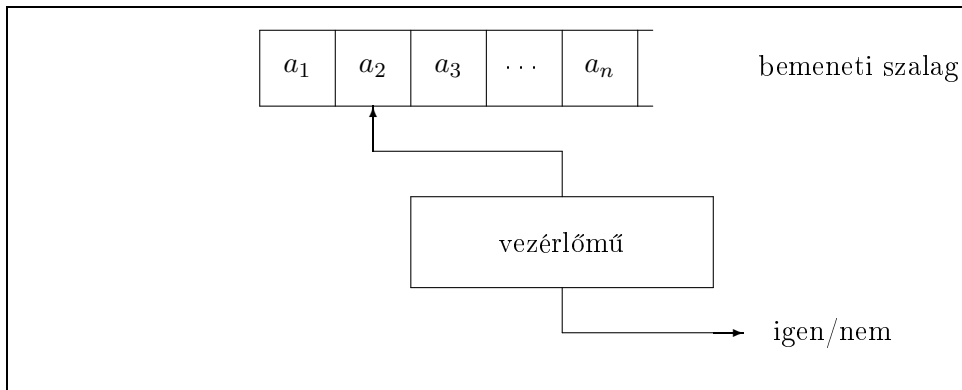 a₁ a₂ a₃ ... aₙ bemeneti szalag
vezérlőmű
igen/nem